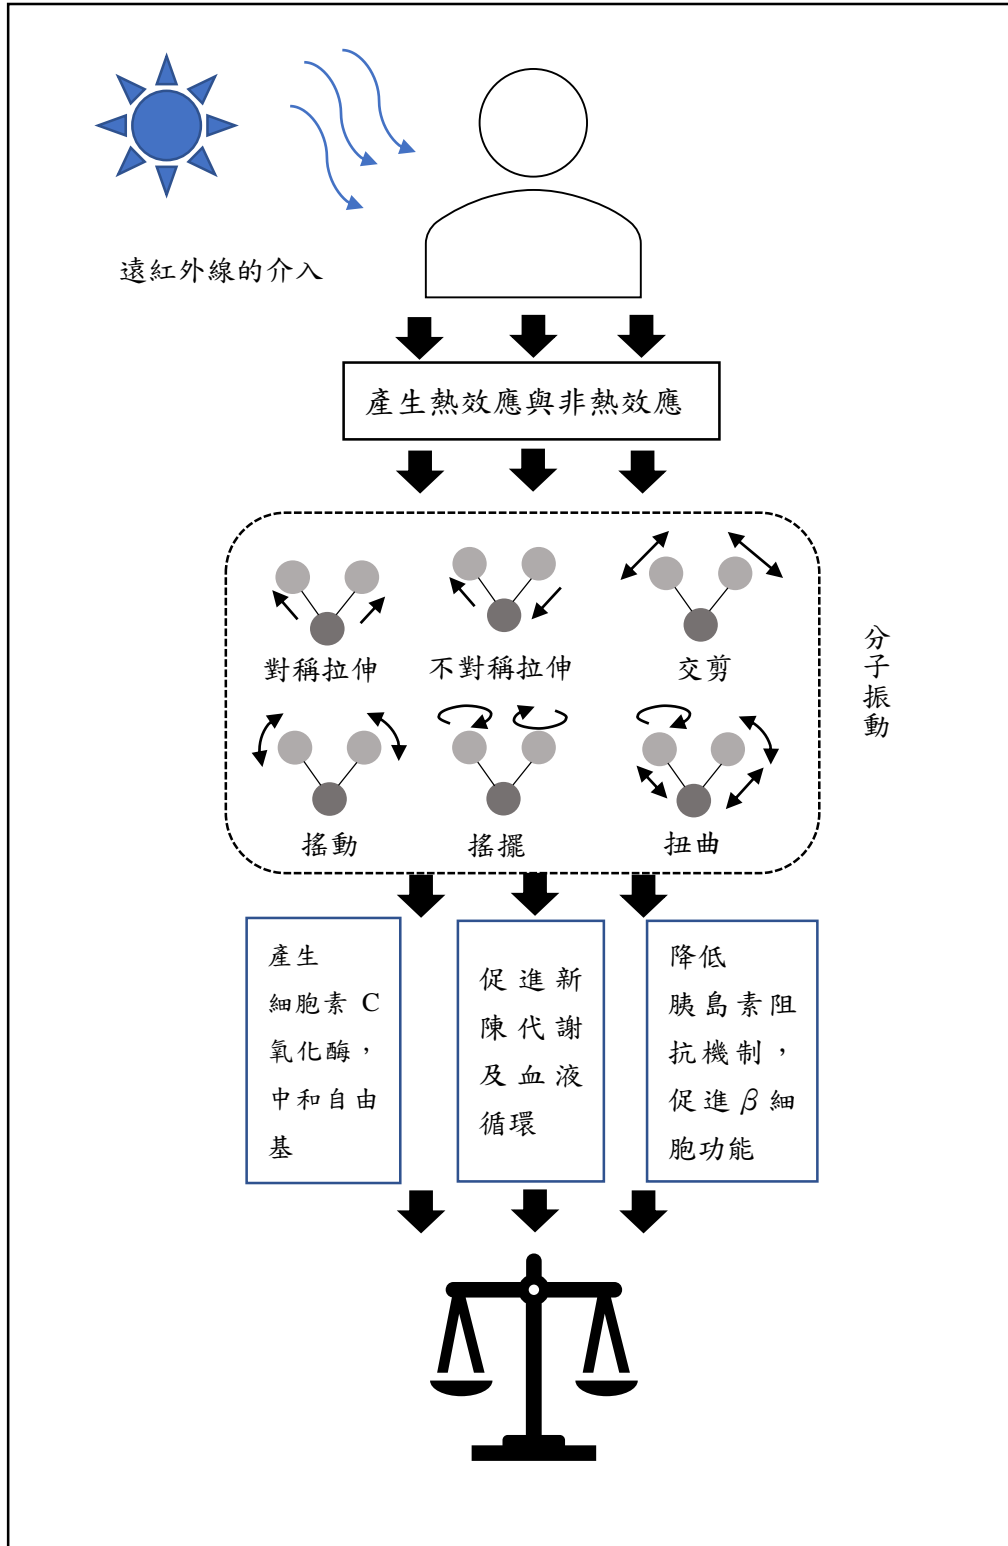 遠紅外線的介入
產生熱效應與非熱效應
對稱拉伸
不對稱拉伸
交剪
搖動
搖擺
扭曲
分子振動
產生
細胞素 C
氧化酶，
中和自由
基
促進新
陳代謝
及血液
循環
降低
胰島素阻
抗機制，
促進β細
胞功能